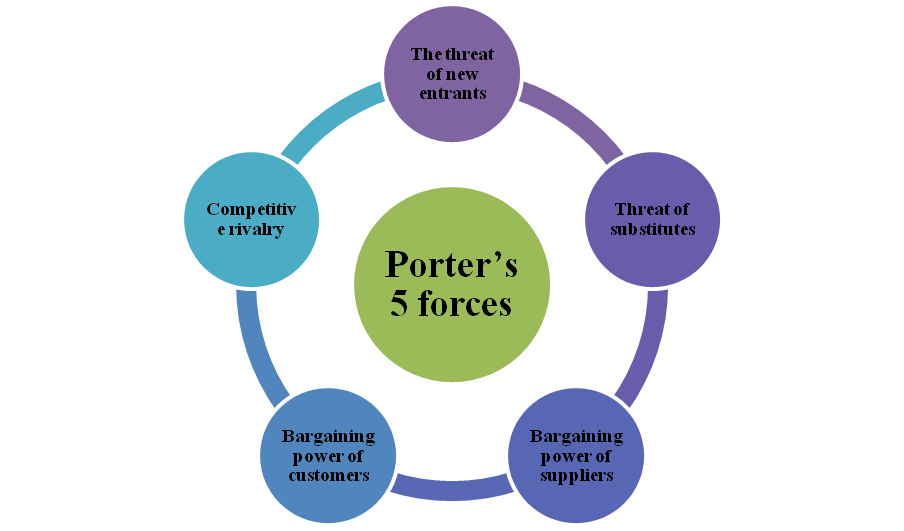 The threat
of new
entrants
Threat of
substitutes
Bargaining
power of
suppliers
Bargaining
power of
customers
Competitiv
e rivalry
Porter’s
5 forces